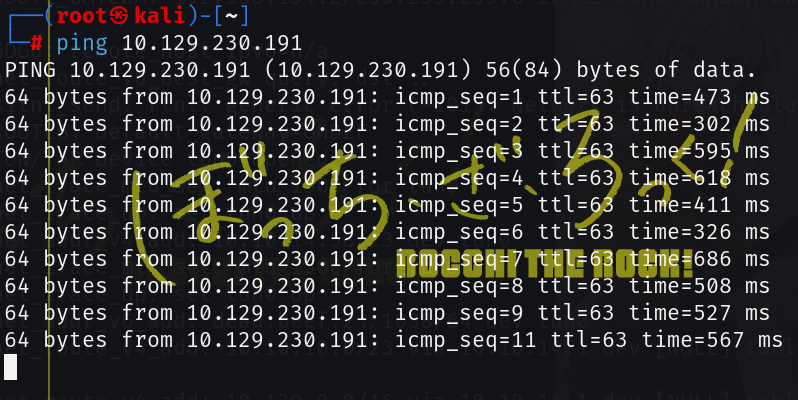 ┌──(root㉿kali)-[~]
└─# ping 10.129.230.191
PING 10.129.230.191 (10.129.230.191) 56(84) bytes of data.
64 bytes from 10.129.230.191: icmp_seq=1 ttl=63 time=473 ms
64 bytes from 10.129.230.191: icmp_seq=2 ttl=63 time=302 ms
64 bytes from 10.129.230.191: icmp_seq=3 ttl=63 time=595 ms
64 bytes from 10.129.230.191: icmp_seq=4 ttl=63 time=618 ms
64 bytes from 10.129.230.191: icmp_seq=5 ttl=63 time=411 ms
64 bytes from 10.129.230.191: icmp_seq=6 ttl=63 time=326 ms
64 bytes from 10.129.230.191: icmp_seq=7 ttl=63 time=686 ms
64 bytes from 10.129.230.191: icmp_seq=8 ttl=63 time=508 ms
64 bytes from 10.129.230.191: icmp_seq=9 ttl=63 time=527 ms
64 bytes from 10.129.230.191: icmp_seq=11 ttl=63 time=567 ms
ぼっち・ざ・ろっく!
BOCCHI THE ROCK!